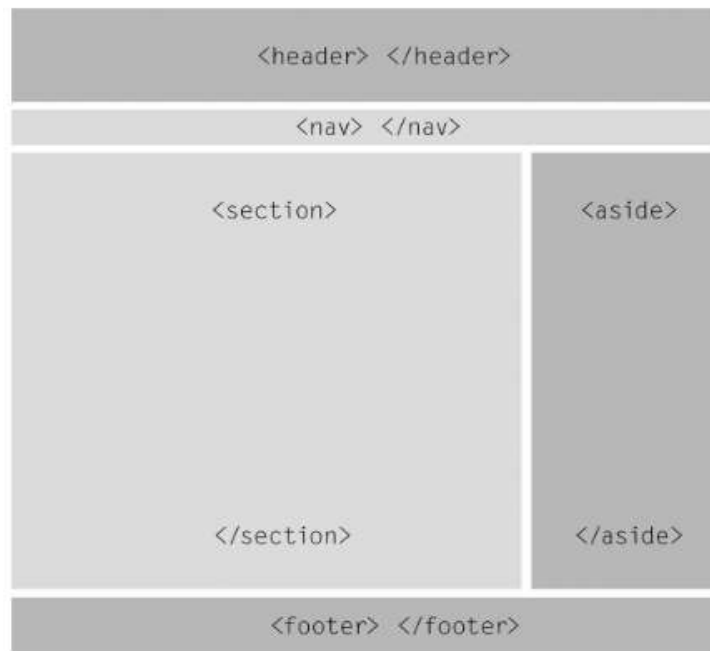 <header> </header>
<nav> </nav>
<section>
<aside>
</section>
</aside>
<footer> </footer>